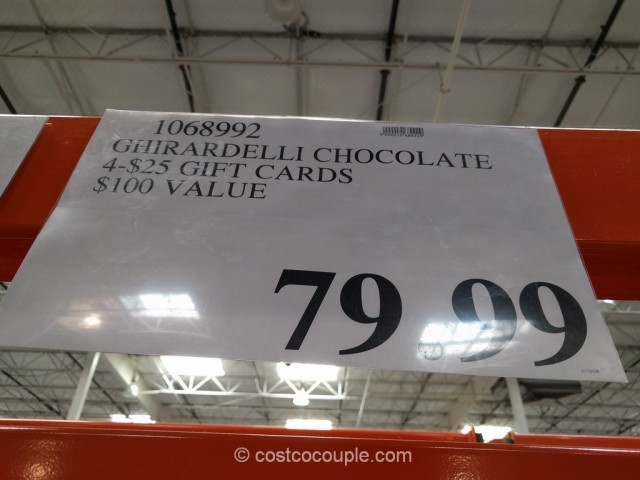 1068992
GHIRARDELLI CHOCOLATE
4-$25 GIFT CARDS
$100 VALUE
79.99
© costcocouple.com